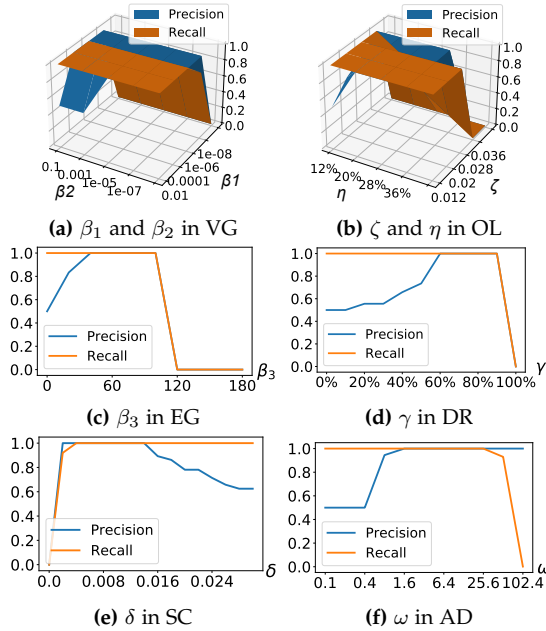 Precision
Recall
Precision
Recall
1.0
0.8
0.6
0.4
0.2
0.0
1.0
0.8
0.6
0.4
0.2
0.0
0.1
0.001
1e-05
1e-07
β2
1e-08
1e-06
0.0001
0.01
β1
12%
20%
28%
36%
η
0.036
0.028
0.02
0.012
ζ
(a) β₁ and β₂ in VG
(b) ζ and η in OL
1.0
0.8
0.6
0.4
0.2
0.0
Precision
Recall
0
60
120
180
β₃
1.0
0.8
0.6
0.4
0.2
0.0
Precision
Recall
0%
20%
40%
60%
80%
100%
γ
(c) β₃ in EG
(d) γ in DR
1.0
0.8
0.6
0.4
0.2
0.0
Precision
Recall
0.0
0.008
0.016
0.024
δ
1.0
0.8
0.6
0.4
0.2
0.0
Precision
Recall
0.1
0.4
1.6
6.4
25.6
102.4
ω
(e) δ in SC
(f) ω in AD